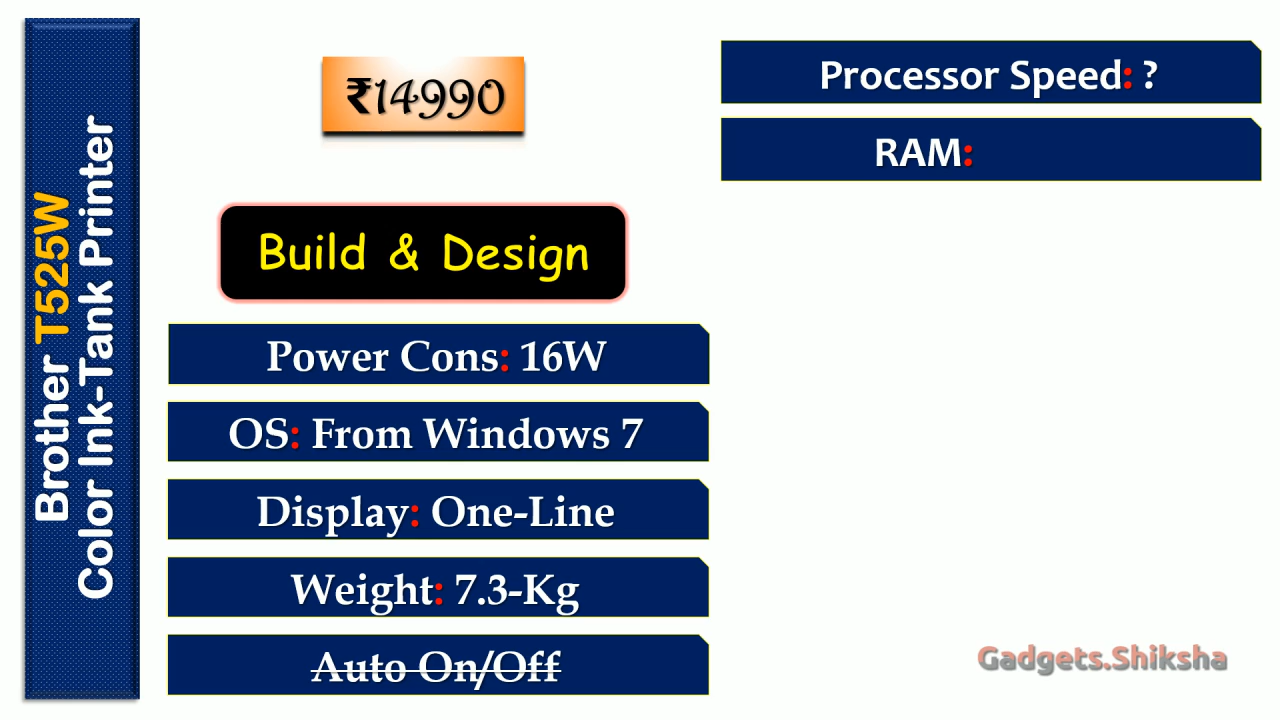 Brother T525W
Color Ink-Tank Printer
₹14990
Build & Design
Power Cons: 16W
OS: From Windows 7
Display: One-Line
Weight: 7.3-Kg
Auto On/Off
Processor Speed: ?
RAM:
Gadgets.Shiksha